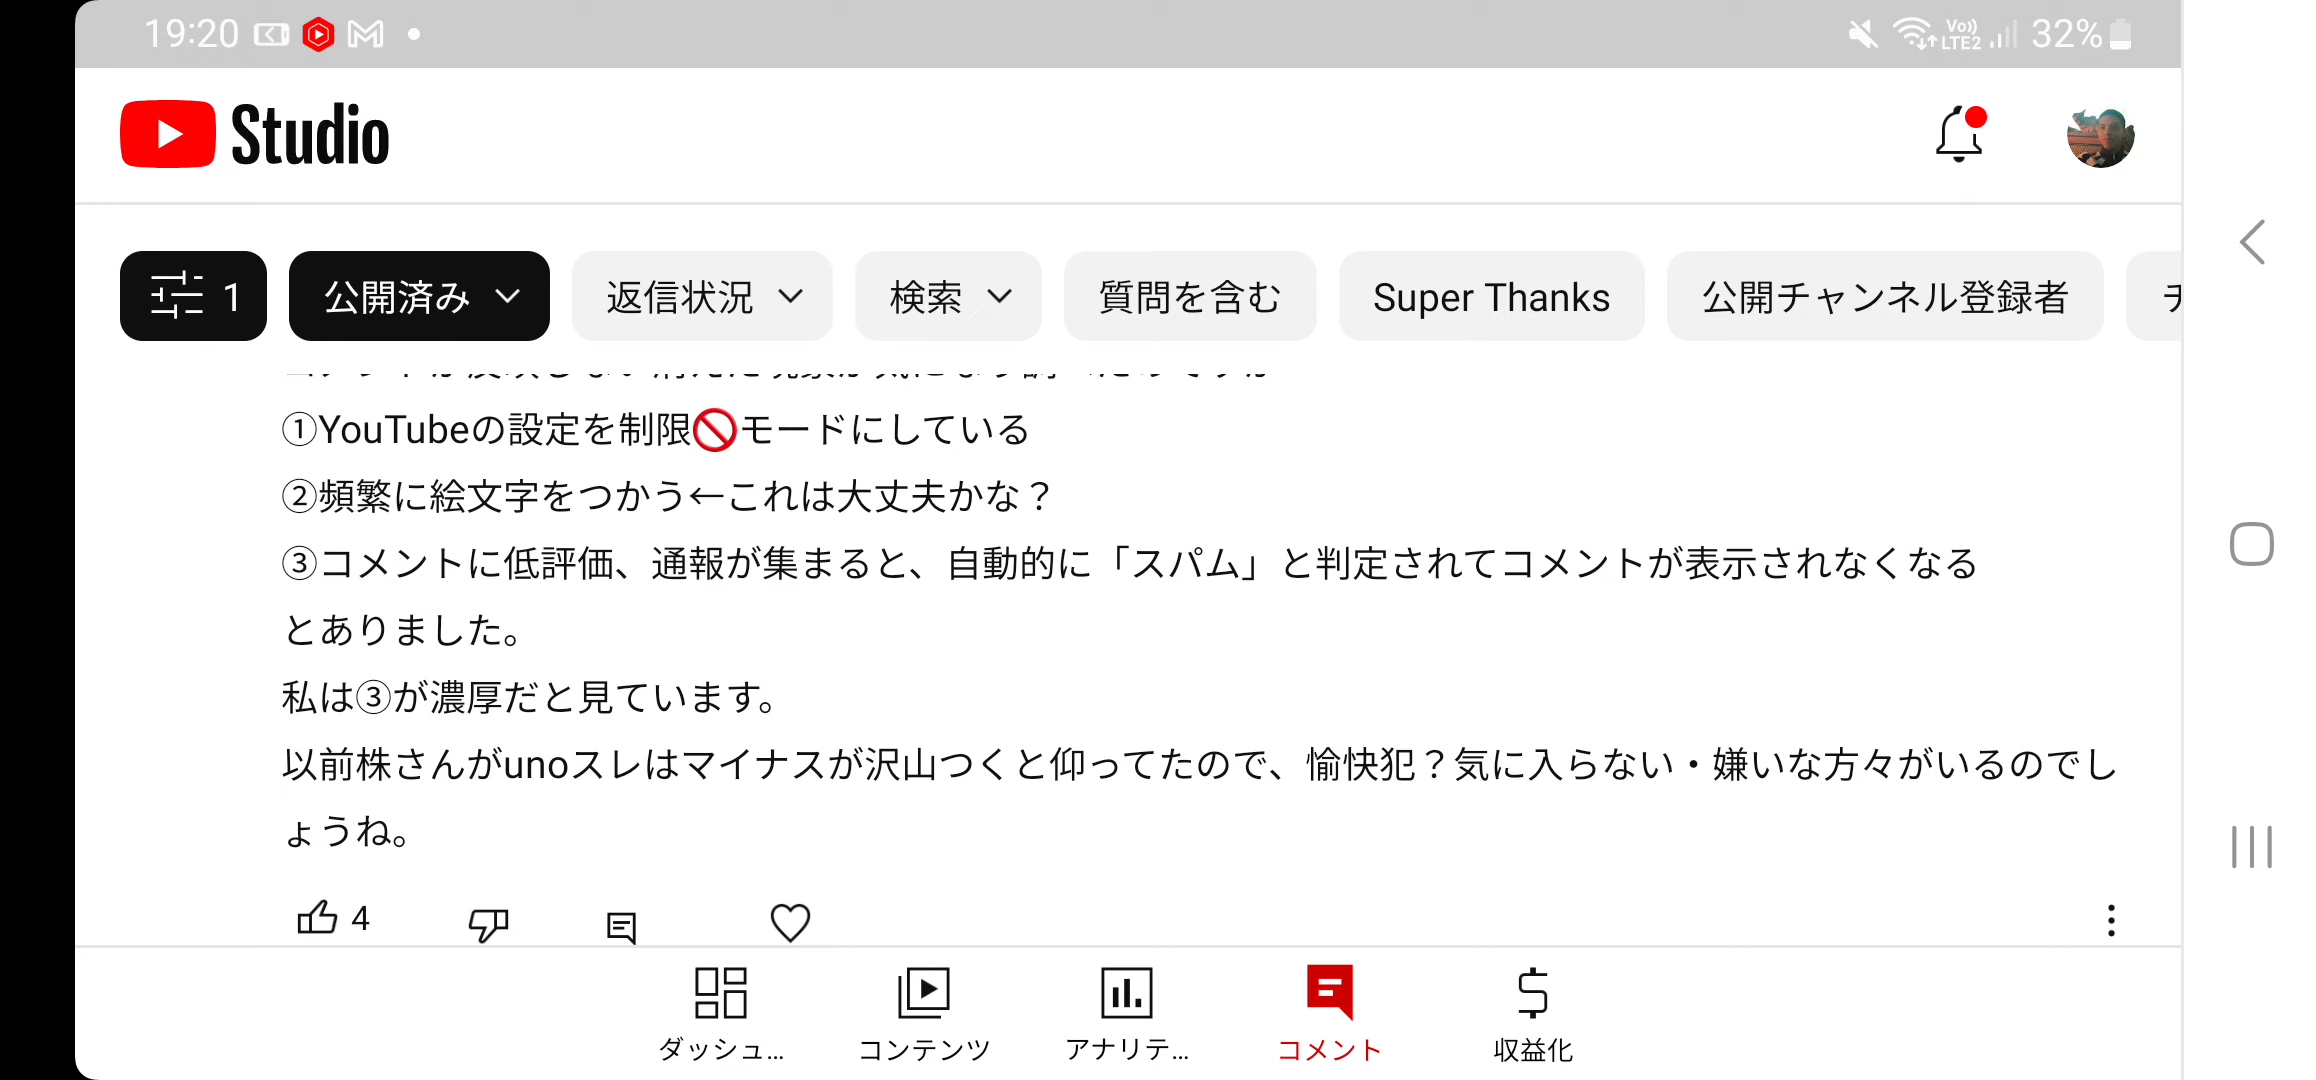 19:20
Vo)) LTE2 32%
Studio
1 公開済み 返信状況 検索 質問を含む Super Thanks 公開チャンネル登録者
①YouTubeの設定を制限🚫モードにしている
②頻繁に絵文字をつかう←これは大丈夫かな？
③コメントに低評価、通報が集まると、自動的に「スパム」と判定されてコメントが表示されなくなる
とありました。
私は③が濃厚だと見ています。
以前株さんがunoスレはマイナスが沢山つくと仰ってたので、愉快犯？気に入らない・嫌いな方々がいるのでし
ょうね。
4
ダッシュ... コンテンツ アナリテ... コメント 収益化